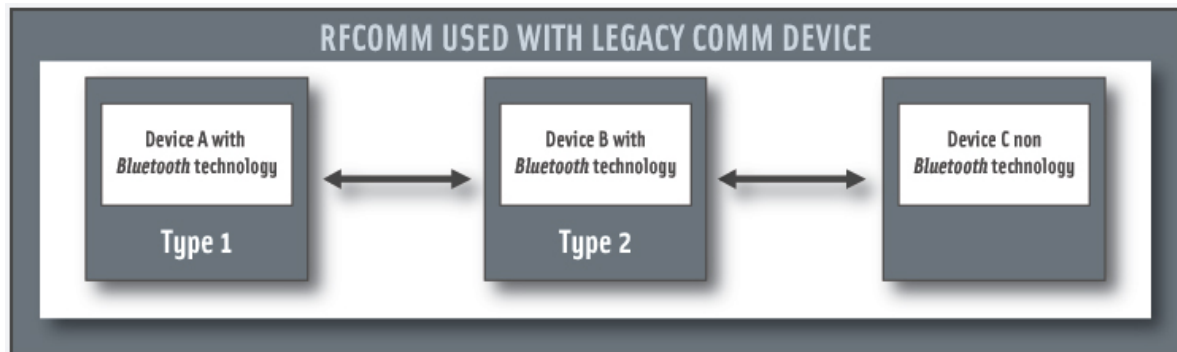 RFCOMM USED WITH LEGACY COMM DEVICE
Device A with
Bluetooth technology
Type 1
Device B with
Bluetooth technology
Type 2
Device C non
Bluetooth technology